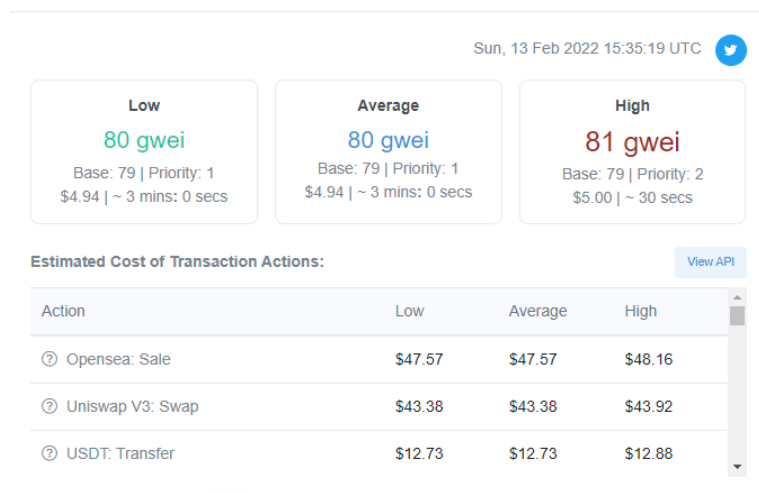 Sun, 13 Feb 2022 15:35:19 UTC
Low
80 gwei
Base: 79 | Priority: 1
$4.94 | ~ 3 mins: 0 secs
Average
80 gwei
Base: 79 | Priority: 1
$4.94 | ~ 3 mins: 0 secs
High
81 gwei
Base: 79 | Priority: 2
$5.00 | ~ 30 secs
Estimated Cost of Transaction Actions:
View API
Action Low Average High
? Opensea: Sale $47.57 $47.57 $48.16
? Uniswap V3: Swap $43.38 $43.38 $43.92
? USDT: Transfer $12.73 $12.73 $12.88